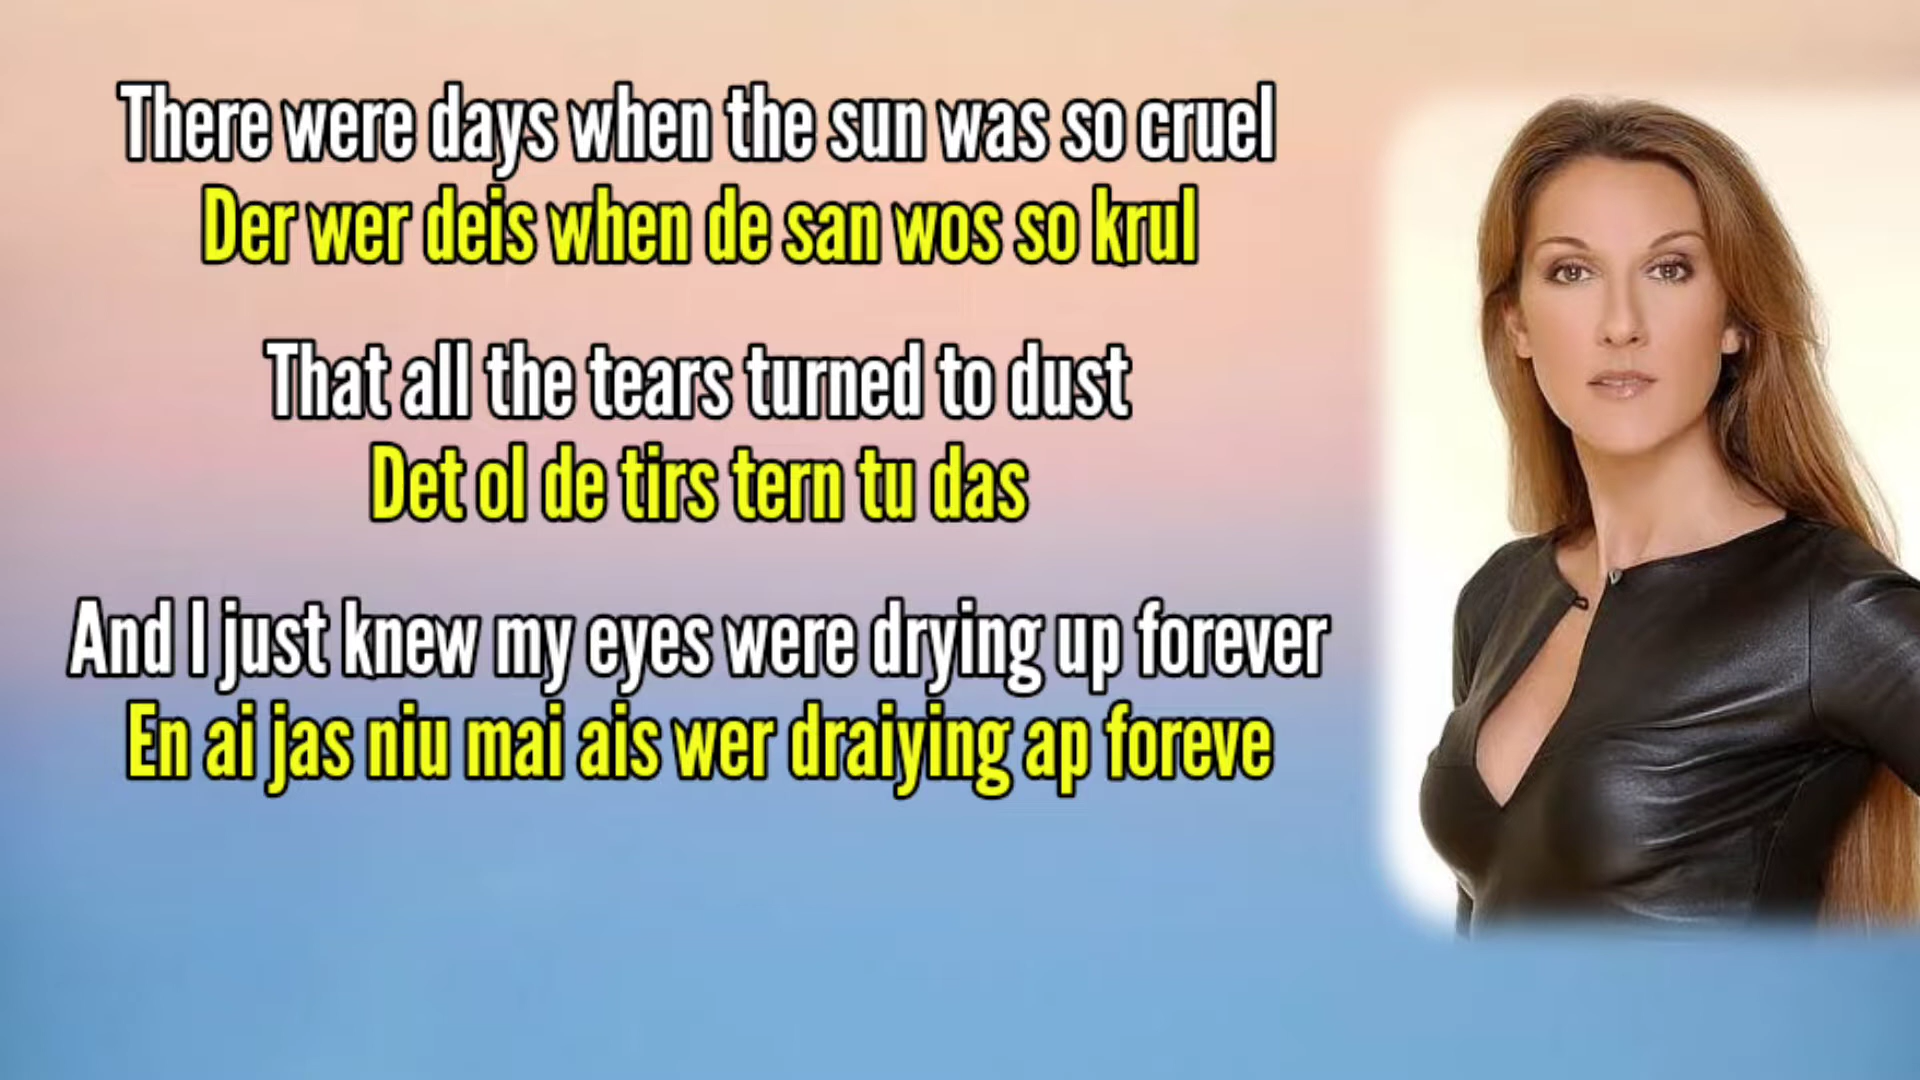 There were days when the sun was so cruel
Der wer deis when de san wos so krul
That all the tears turned to dust
Det ol de tirs tern tu das
And I just knew my eyes were drying up forever
En ai jas niu mai ais wer draiying ap foreve